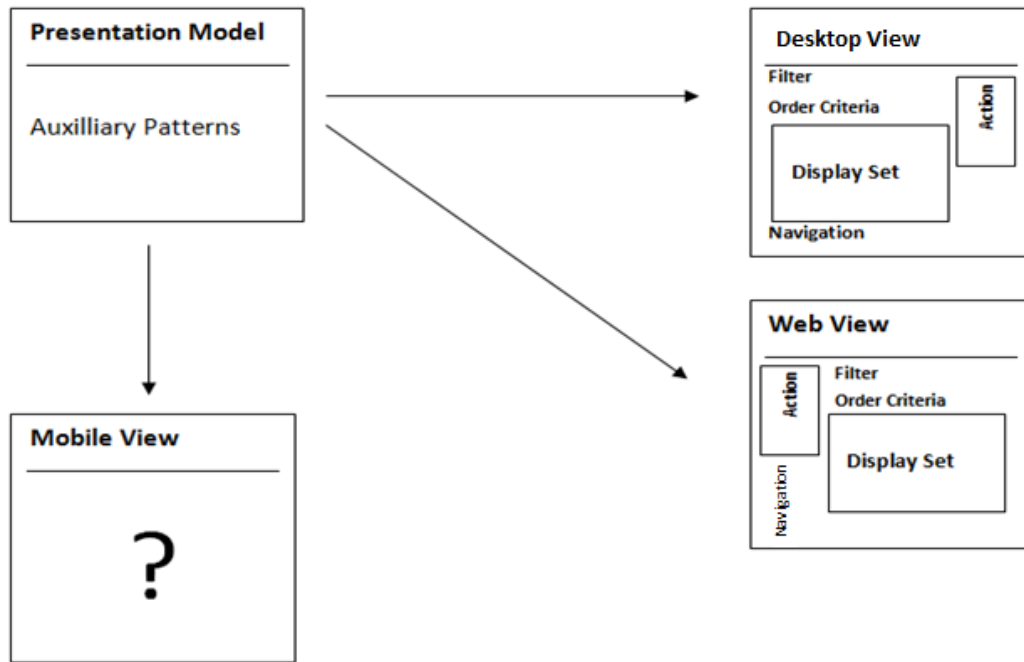 Presentation Model
Auxilliary Patterns
Desktop View
Filter
Order Criteria
Action
Display Set
Navigation
Web View
Action
Filter
Order Criteria
Display Set
Navigation
Mobile View
?